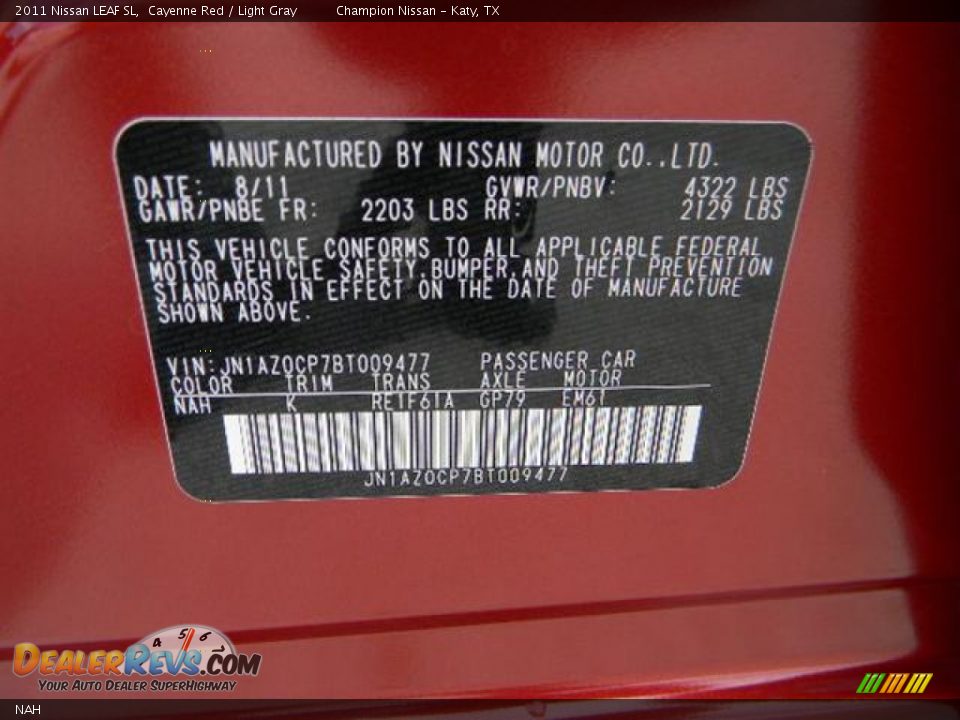 2011 Nissan LEAF SL, Cayenne Red / Light Gray Champion Nissan - Katy, TX
MANUFACTURED BY NISSAN MOTOR CO.,LTD.
DATE: 8/11 GVWR/PNBV: 4322 LBS
GAWR/PNBE FR: 2203 LBS RR: 2129 LBS
THIS VEHICLE CONFORMS TO ALL APPLICABLE FEDERAL
MOTOR VEHICLE SAFETY,BUMPER,AND THEFT PREVENTION
STANDARDS IN EFFECT ON THE DATE OF MANUFACTURE
SHOWN ABOVE.
VIN:JN1AZ0CP7BT009477 PASSENGER CAR
COLOR TRIM TRANS AXLE MOTOR
NAH K RE1F61A GP79 EM61
JN1AZ0CP7BT009477
4 5 6 7
DEALERREVS.COM
YOUR AUTO DEALER SUPERHIGHWAY
NAH